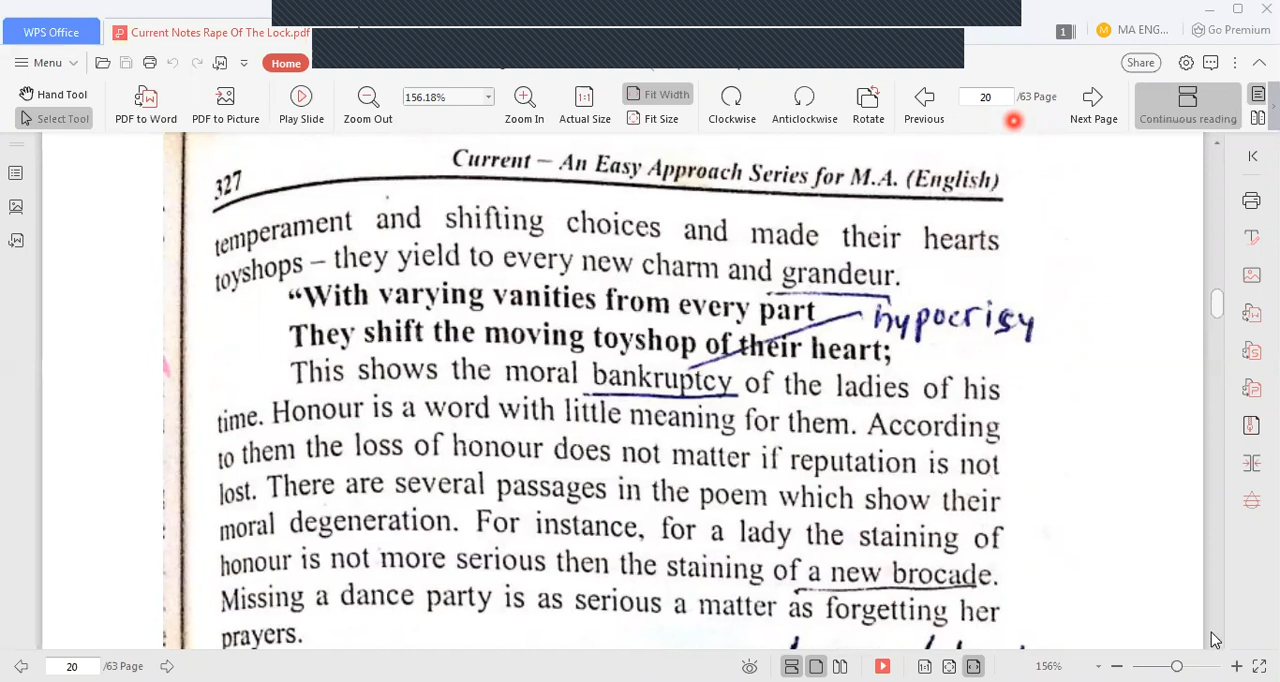 WPS Office
Current Notes Rape Of The Lock.pdf
1
MA ENG...
Go Premium
Menu
Home
Share
Hand Tool
Select Tool
PDF to Word
PDF to Picture
Play Slide
Zoom Out
156.18%
Zoom In
Actual Size
Fit Width
Fit Size
Clockwise
Anticlockwise
Rotate
Previous
20 /63 Page
Next Page
Continuous reading
327
Current – An Easy Approach Series for M.A. (English)
temperament and shifting choices and made their hearts
toyshops – they yield to every new charm and grandeur.
“With varying vanities from every part
hypocrisy
They shift the moving toyshop of their heart;
This shows the moral bankruptcy of the ladies of his
time. Honour is a word with little meaning for them. According
to them the loss of honour does not matter if reputation is not
lost. There are several passages in the poem which show their
moral degeneration. For instance, for a lady the staining of
honour is not more serious then the staining of a new brocade.
Missing a dance party is as serious a matter as forgetting her
prayers.
20 /63 Page
156%